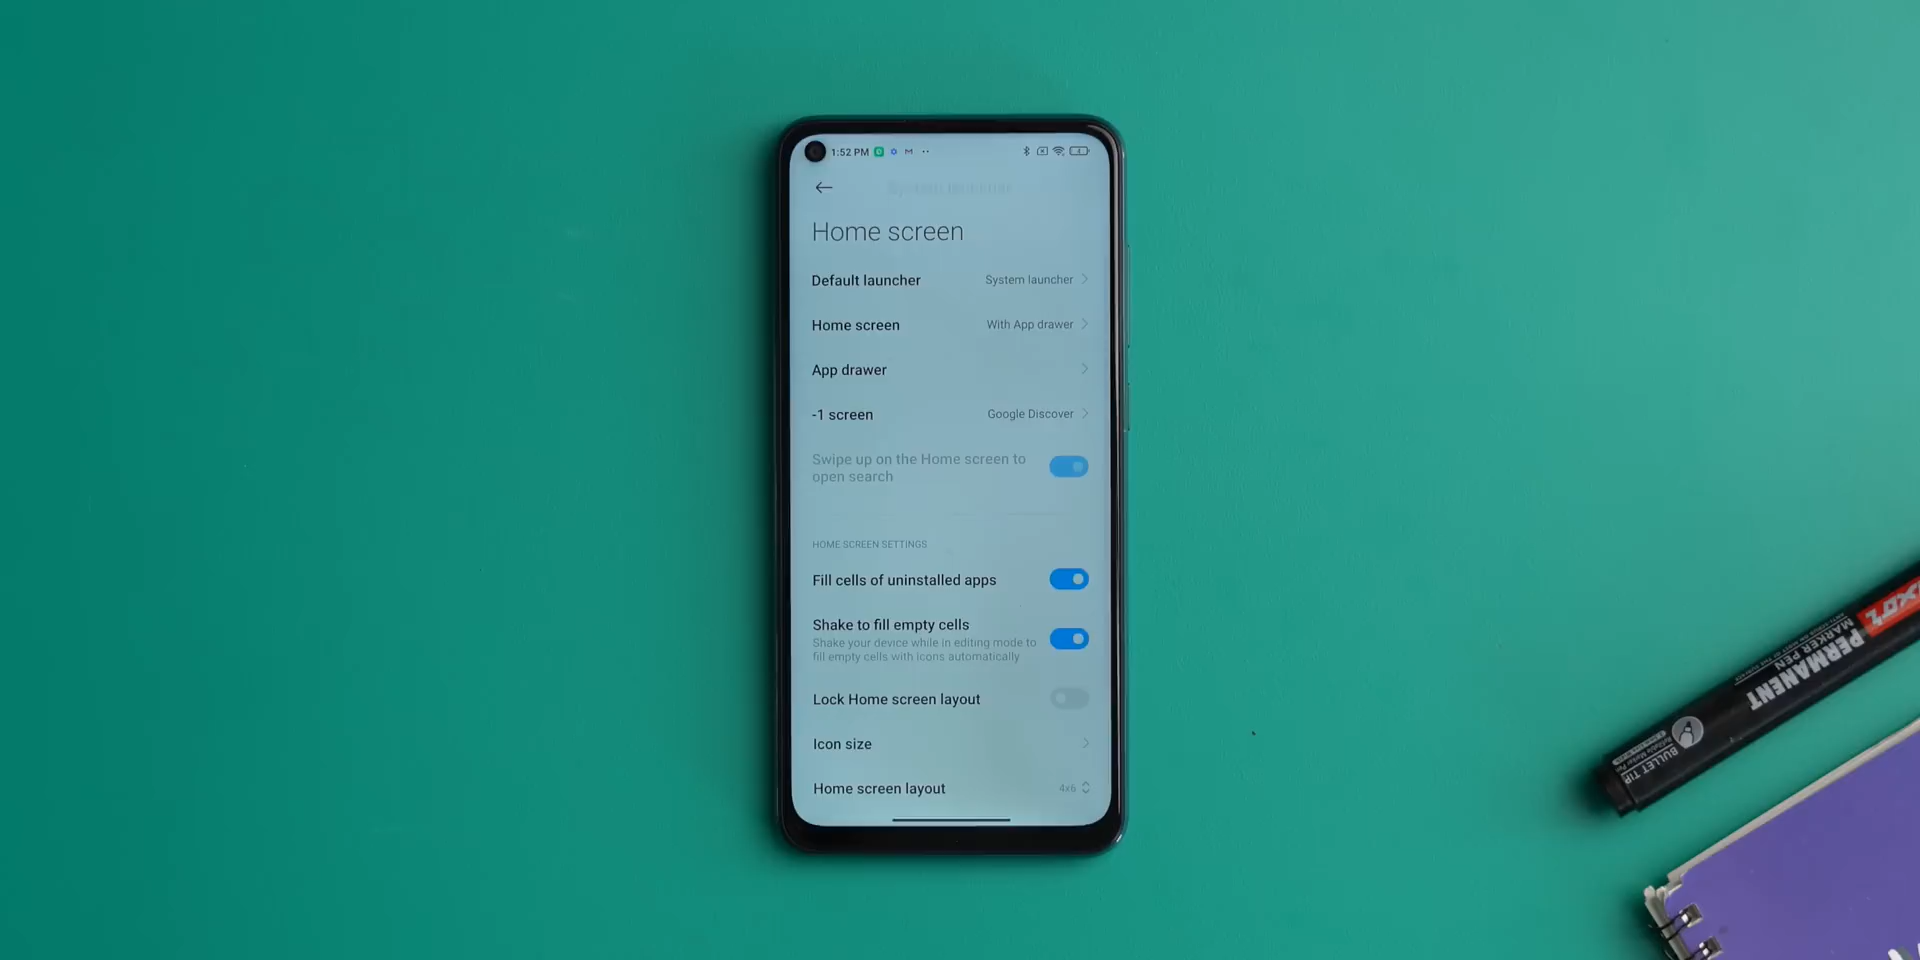 1:52 PM
Home screen
Default launcher System launcher
Home screen With App drawer
App drawer
-1 screen Google Discover
Swipe up on the Home screen to
open search
HOME SCREEN SETTINGS
Fill cells of uninstalled apps
Shake to fill empty cells
Shake your device while in editing mode to
fill empty cells with icons automatically
Lock Home screen layout
Icon size
Home screen layout 4x6
PERMANENT
MARKER PEN
BULLET TIP